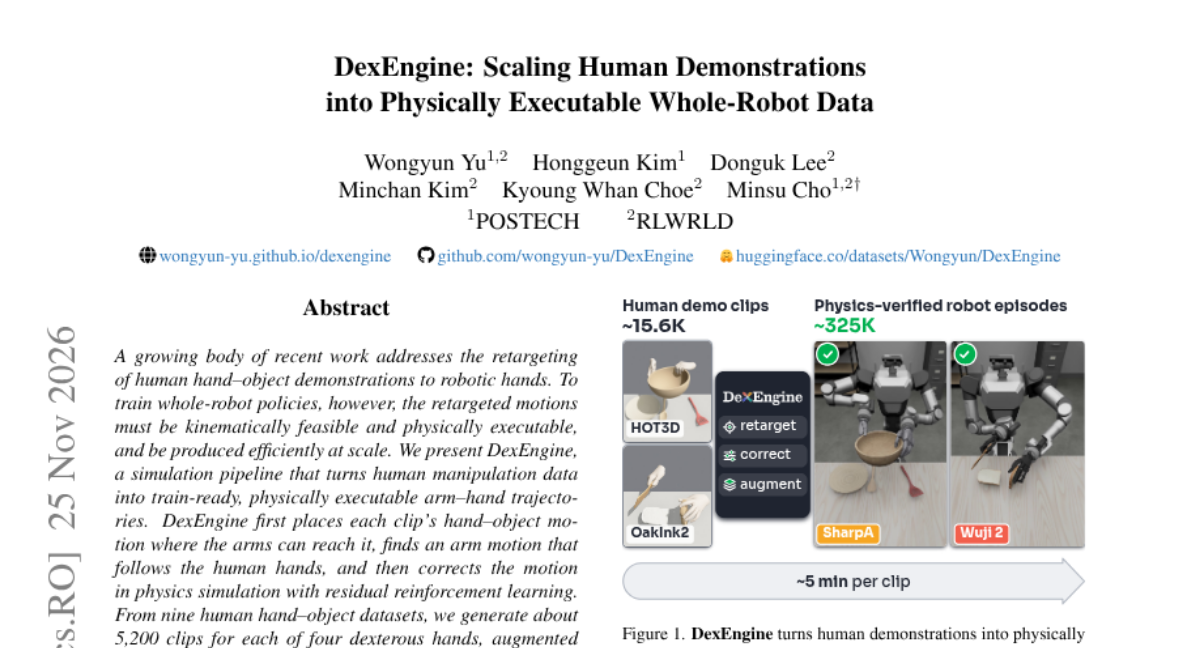 DexEngine: Scaling Human Demonstrations
into Physically Executable Whole-Robot Data
Wongyun Yu1,2 Honggeun Kim1 Donguk Lee2
Minchan Kim2 Kyoung Whan Choe2 Minsu Cho1,2†
1POSTECH 2RLWRLD
wongyun-yu.github.io/dexengine github.com/wongyun-yu/DexEngine huggingface.co/datasets/Wongyun/DexEngine
cs.RO] 25 Nov 2026
Abstract
A growing body of recent work addresses the retargeting
of human hand–object demonstrations to robotic hands. To
train whole-robot policies, however, the retargeted motions
must be kinematically feasible and physically executable,
and be produced efficiently at scale. We present DexEngine,
a simulation pipeline that turns human manipulation data
into train-ready, physically executable arm–hand trajecto-
ries. DexEngine first places each clip's hand–object mo-
tion where the arms can reach it, finds an arm motion that
follows the human hands, and then corrects the motion
in physics simulation with residual reinforcement learning.
From nine human hand–object datasets, we generate about
5,200 clips for each of four dexterous hands, augmented
Human demo clips
~15.6K
Physics-verified robot episodes
~325K
HOT3D
OakInk2
DexEngine
retarget
correct
augment
SharpA
Wuji 2
~5 min per clip
Figure 1. DexEngine turns human demonstrations into physically